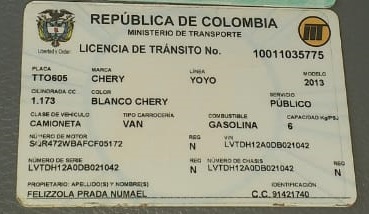 REPÚBLICA DE COLOMBIA
MINISTERIO DE TRANSPORTE
Libertad y Orden
LICENCIA DE TRÁNSITO No. 10011035775
PLACA MARCA LÍNEA MODELO
TTO605 CHERY YOYO 2013
CILINDRADA CC COLOR SERVICIO
1.173 BLANCO CHERY PÚBLICO
CLASE DE VEHÍCULO TIPO CARROCERÍA COMBUSTIBLE CAPACIDAD Kg/PSJ
CAMIONETA VAN GASOLINA 6
NÚMERO DE MOTOR REG VIN
SQR472WBAFCF05172 N LVTDH12A0DB021042
NÚMERO DE SERIE REG NÚMERO DE CHASIS REG
LVTDH12A0DB021042 N LVTDH12A0DB021042 N
PROPIETARIO: APELLIDO(S) Y NOMBRE(S) IDENTIFICACIÓN
FELIZZOLA PRADA NUMAEL C.C. 91421740